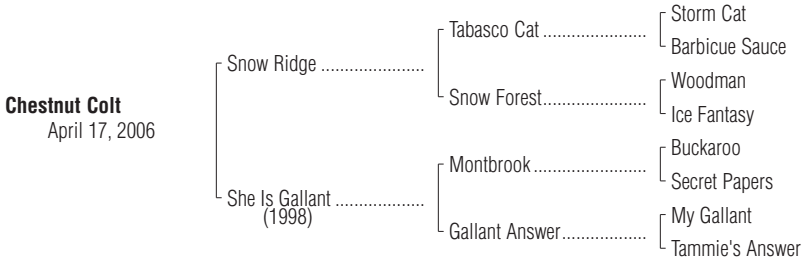 Storm Cat
Tabasco Cat ......................
Barbicue Sauce
Snow Ridge ......................
Woodman
Snow Forest......................
Ice Fantasy
Chestnut Colt
April 17, 2006
Buckaroo
Montbrook ........................
Secret Papers
She Is Gallant ...................
(1998)
My Gallant
Gallant Answer..................
Tammie's Answer